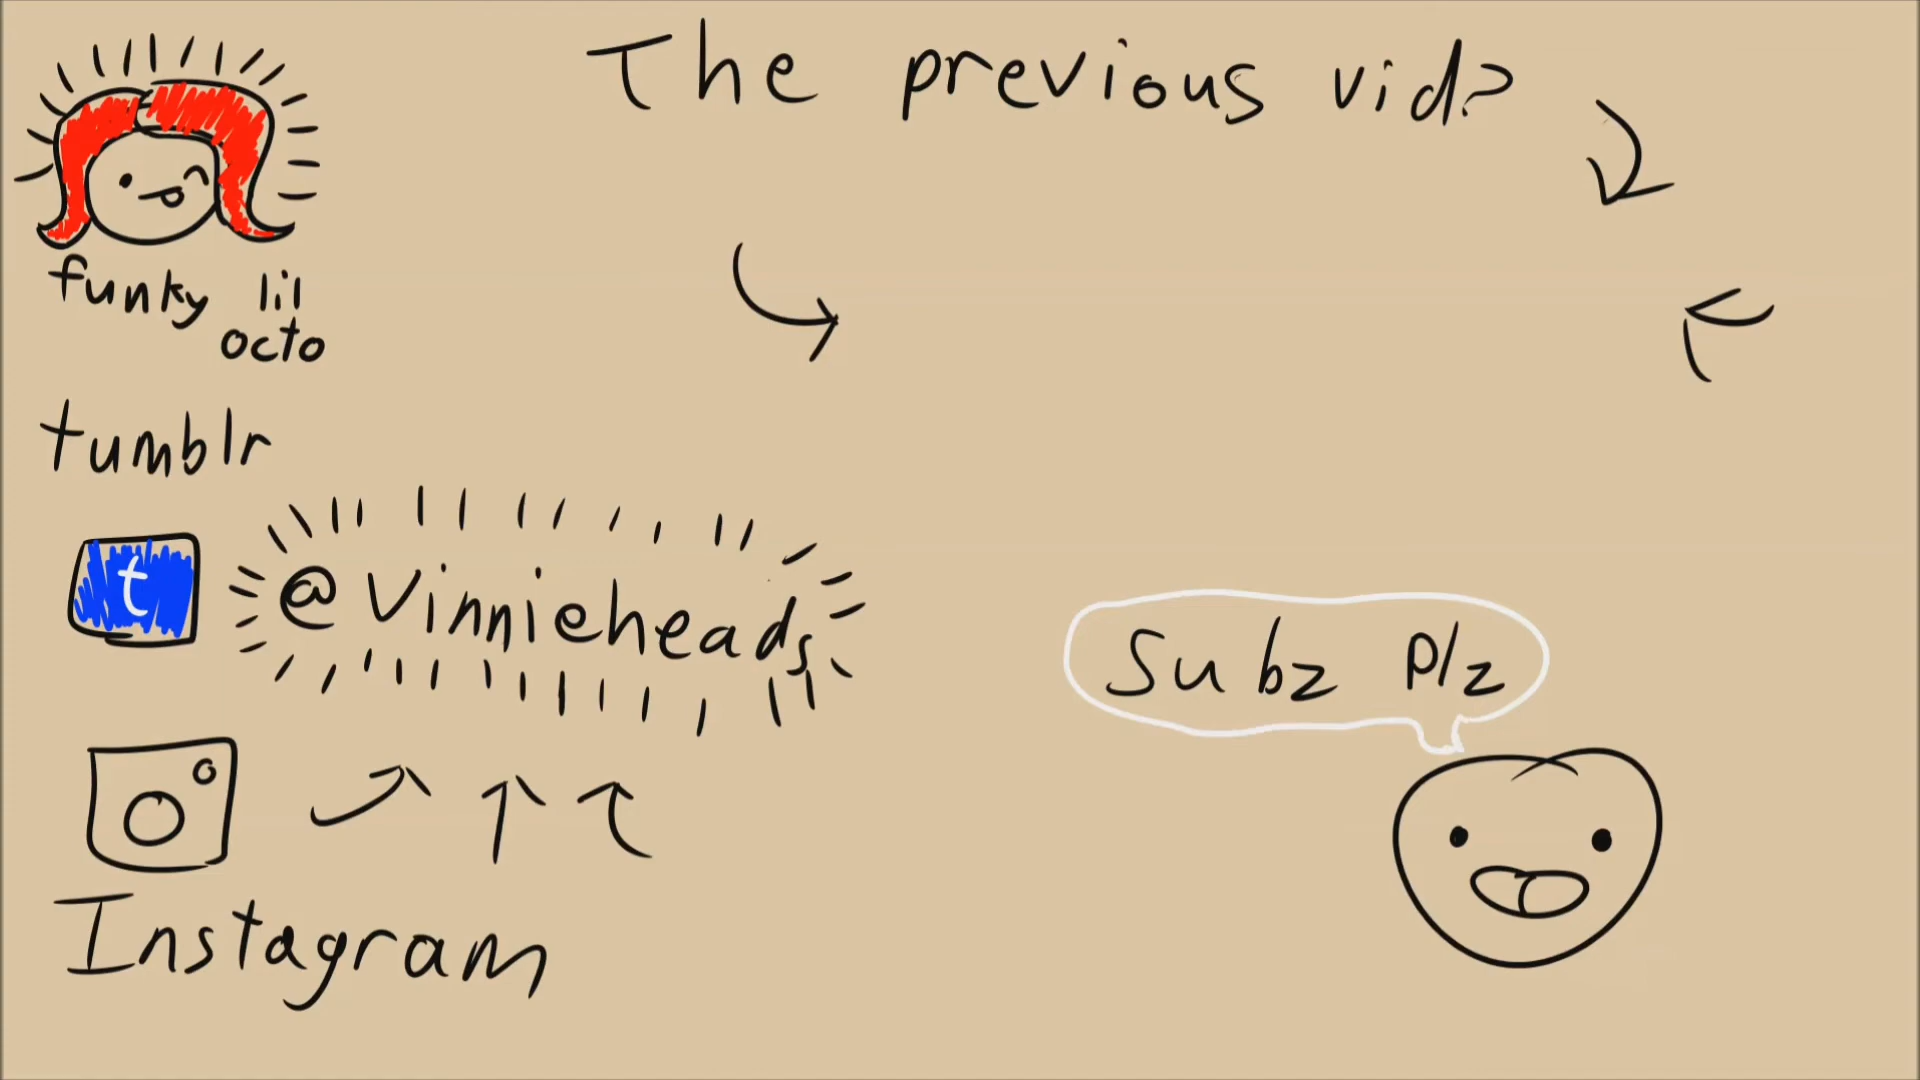 The previous vid?
funky lil
octo
tumblr
t
@Vinnieheads
Subz Plz
Instagram